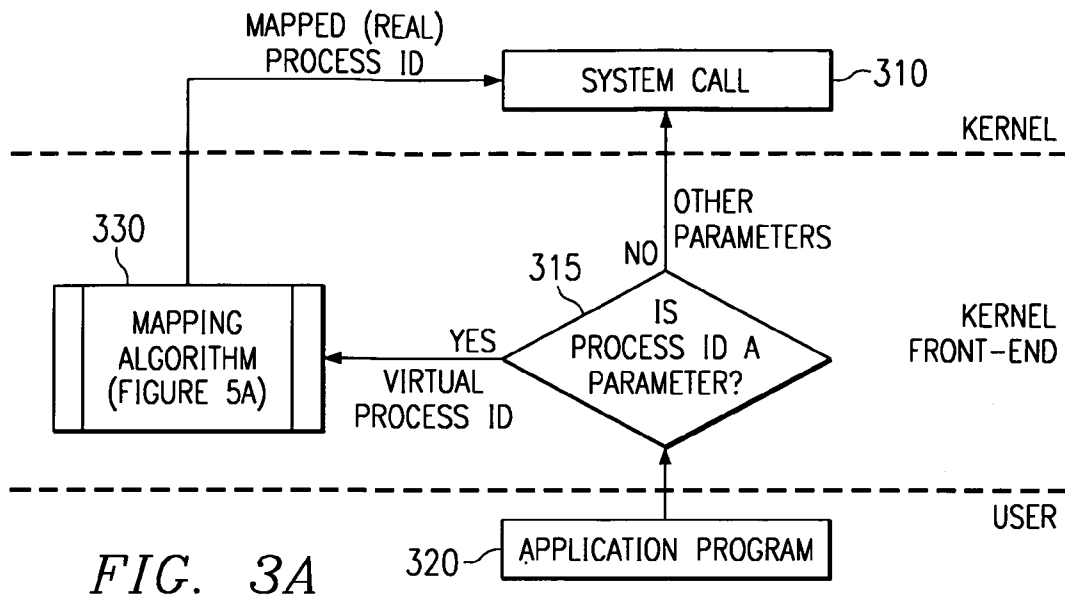 MAPPED (REAL)
PROCESS ID
SYSTEM CALL
310
KERNEL
OTHER
PARAMETERS
NO
330
315
MAPPING
ALGORITHM
(FIGURE 5A)
YES
VIRTUAL
PROCESS ID
IS
PROCESS ID A
PARAMETER?
KERNEL
FRONT-END
USER
320
APPLICATION PROGRAM
FIG. 3A